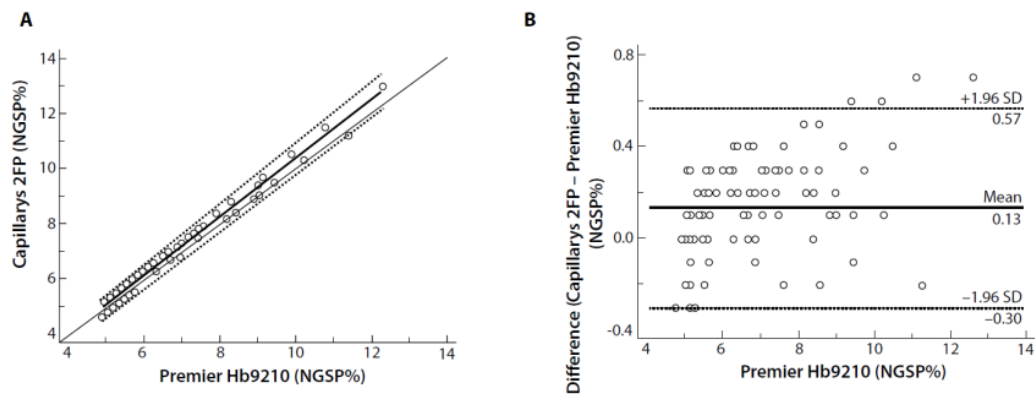 A
Capillarys 2FP (NGSP%)
14
12
10
8
6
4
4 6 8 10 12 14
Premier Hb9210 (NGSP%)
B
Difference (Capillarys 2FP – Premier Hb9210)
(NGSP%)
0.8
0.4
0.0
-0.4
+1.96 SD
0.57
Mean
0.13
−1.96 SD
−0.30
4 6 8 10 12 14
Premier Hb9210 (NGSP%)